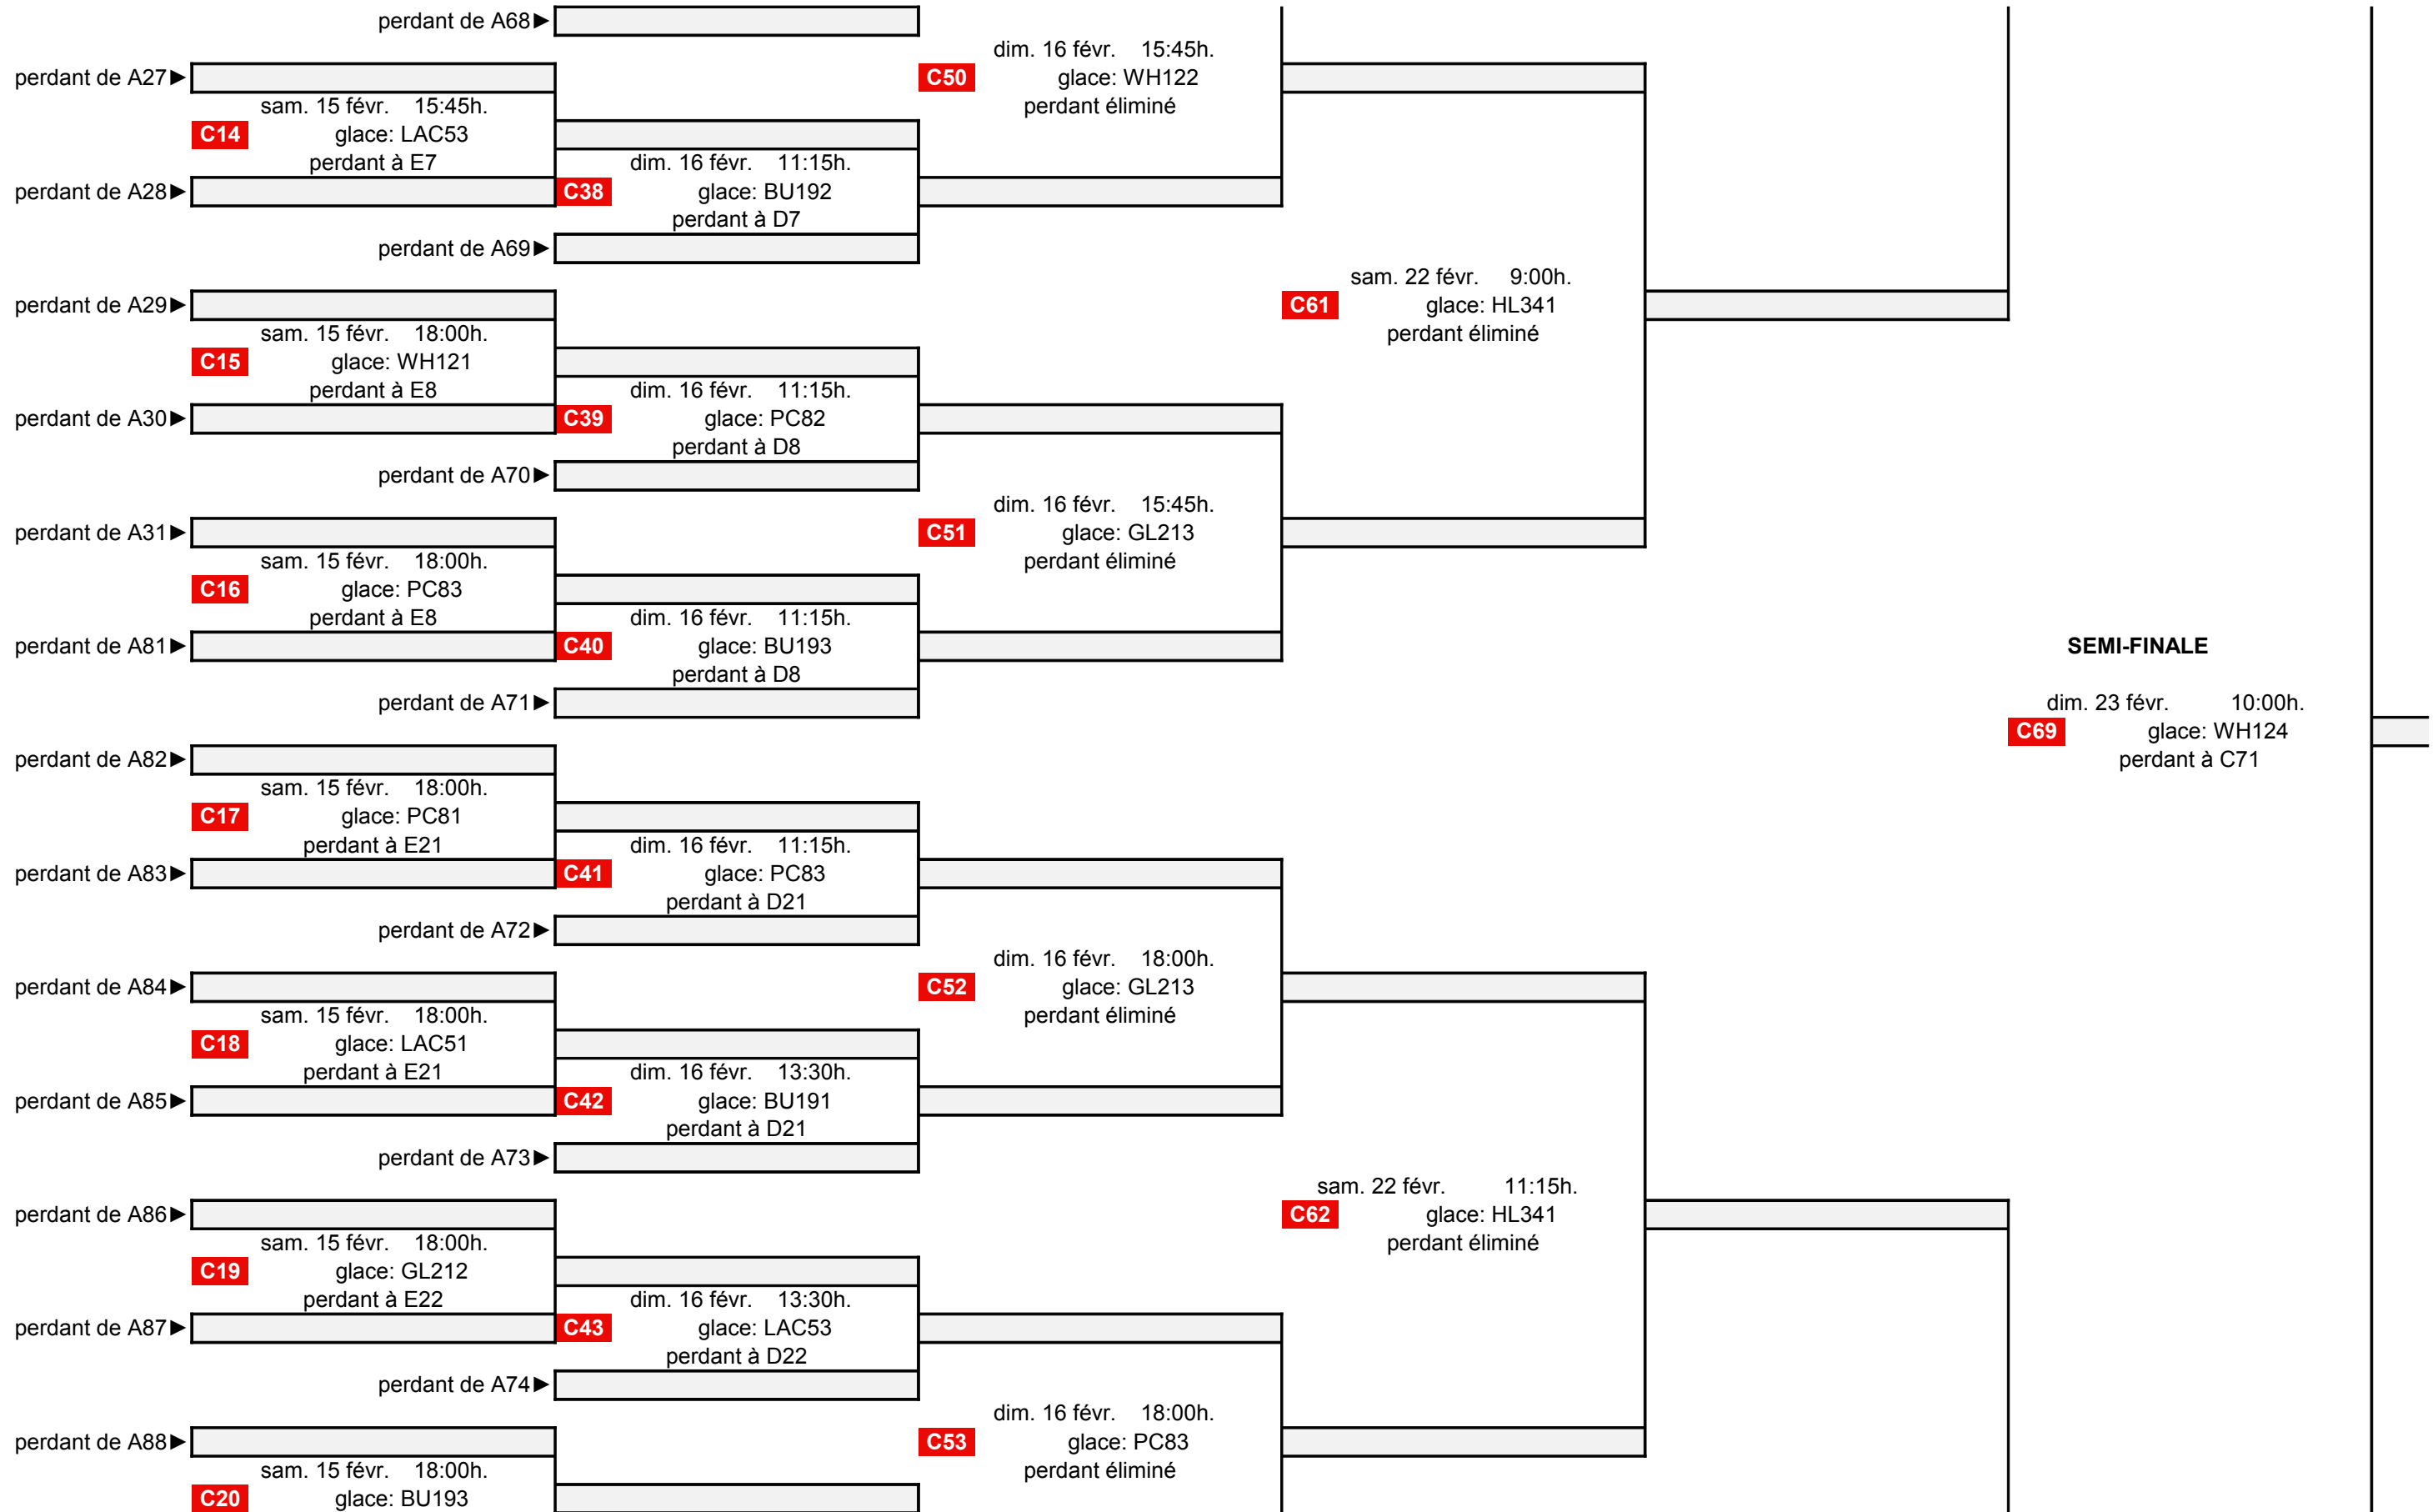 perdant de A68►
dim. 16 févr. 15:45h.
perdant de A27►
C50 glace: WH122
sam. 15 févr. 15:45h.
perdant éliminé
C14 glace: LAC53
perdant à E7
dim. 16 févr. 11:15h.
perdant de A28►
C38 glace: BU192
perdant à D7
perdant de A69►
sam. 22 févr. 9:00h.
perdant de A29►
C61 glace: HL341
sam. 15 févr. 18:00h.
perdant éliminé
C15 glace: WH121
perdant à E8
dim. 16 févr. 11:15h.
perdant de A30►
C39 glace: PC82
perdant à D8
perdant de A70►
dim. 16 févr. 15:45h.
perdant de A31►
C51 glace: GL213
sam. 15 févr. 18:00h.
perdant éliminé
C16 glace: PC83
perdant à E8
dim. 16 févr. 11:15h.
perdant de A81►
C40 glace: BU193
SEMI-FINALE
perdant à D8
perdant de A71►
dim. 23 févr. 10:00h.
C69 glace: WH124
perdant de A82►
perdant à C71
sam. 15 févr. 18:00h.
C17 glace: PC81
perdant à E21
dim. 16 févr. 11:15h.
perdant de A83►
C41 glace: PC83
perdant à D21
perdant de A72►
dim. 16 févr. 18:00h.
perdant de A84►
C52 glace: GL213
sam. 15 févr. 18:00h.
perdant éliminé
C18 glace: LAC51
perdant à E21
dim. 16 févr. 13:30h.
perdant de A85►
C42 glace: BU191
perdant à D21
perdant de A73►
sam. 22 févr. 11:15h.
perdant de A86►
C62 glace: HL341
sam. 15 févr. 18:00h.
perdant éliminé
C19 glace: GL212
perdant à E22
dim. 16 févr. 13:30h.
perdant de A87►
C43 glace: LAC53
perdant à D22
perdant de A74►
dim. 16 févr. 18:00h.
perdant de A88►
C53 glace: PC83
sam. 15 févr. 18:00h.
perdant éliminé
C20 glace: BU193